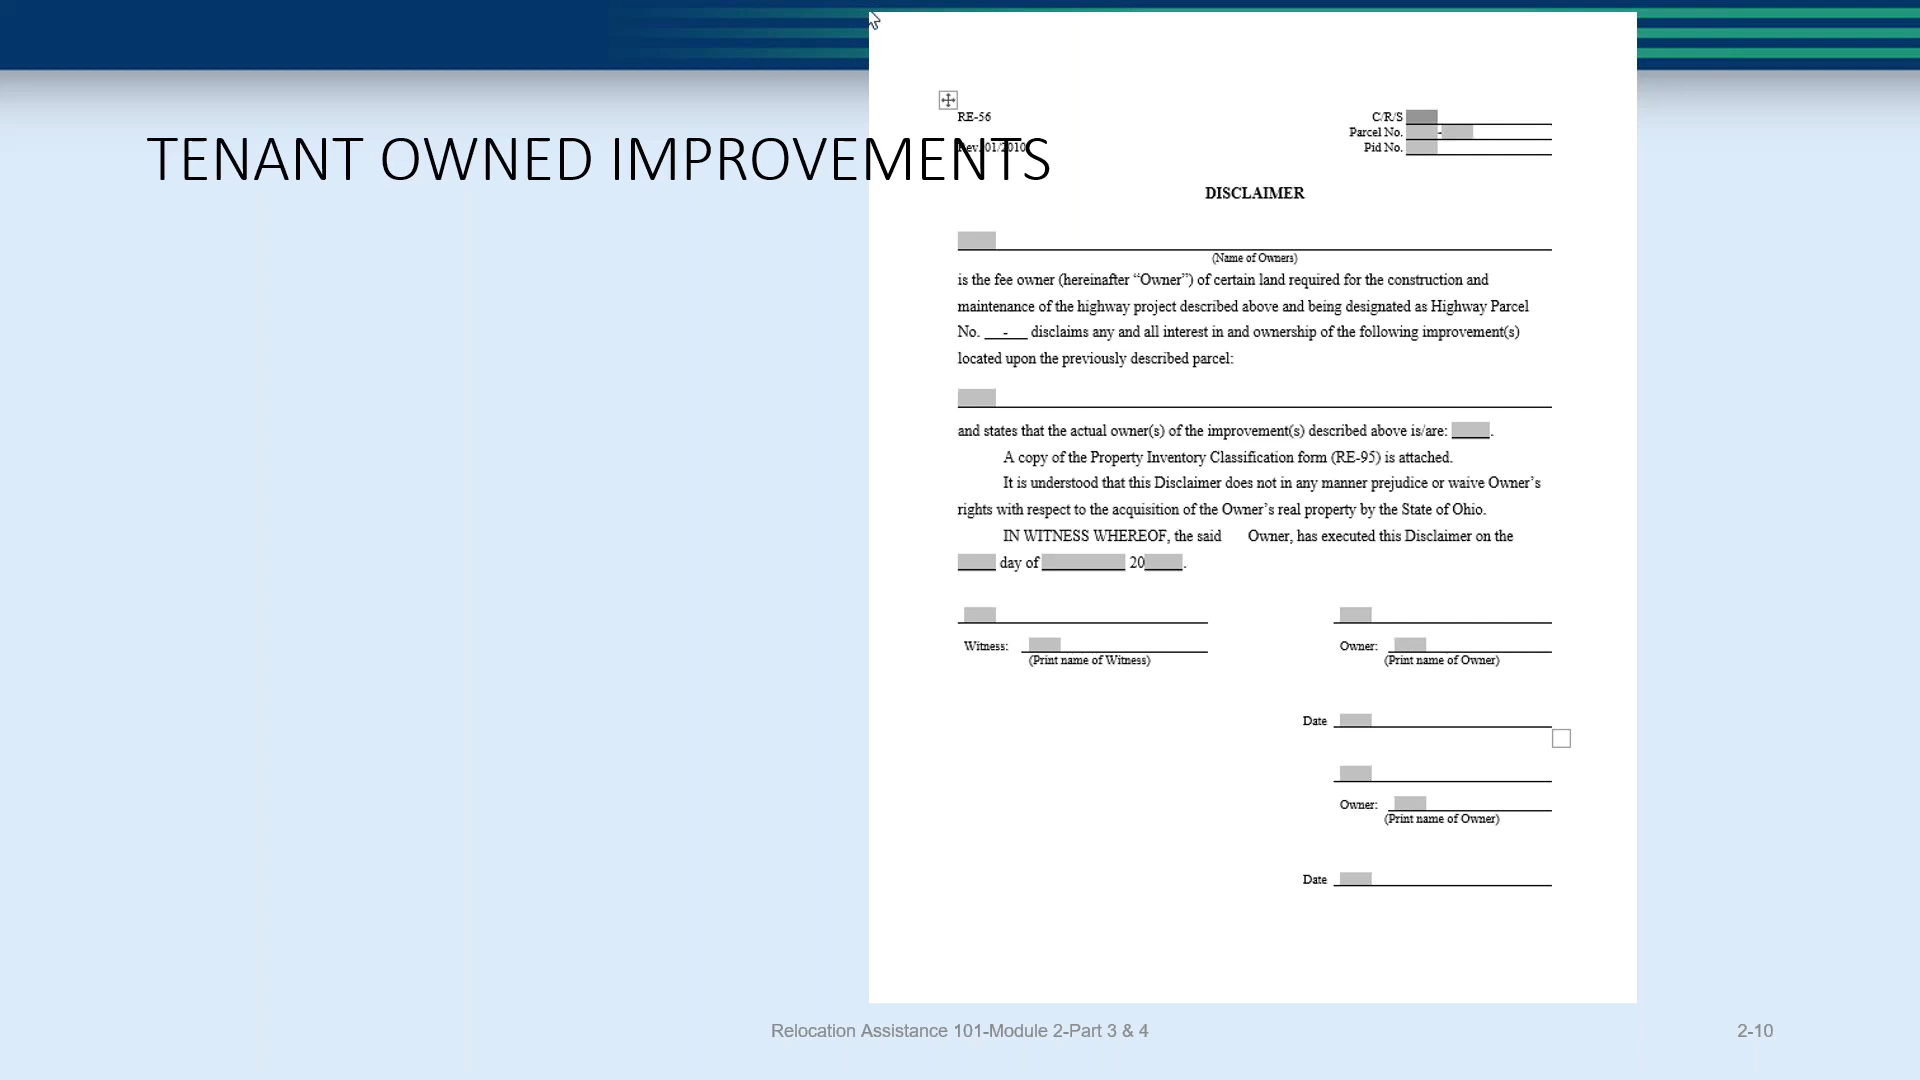 TENANT OWNED IMPROVEMENTS
RE-56
Rev. 01/2010
C/R/S
Parcel No. -
Pid No.
DISCLAIMER
(Name of Owners)
is the fee owner (hereinafter “Owner”) of certain land required for the construction and
maintenance of the highway project described above and being designated as Highway Parcel
No. - disclaims any and all interest in and ownership of the following improvement(s)
located upon the previously described parcel:
and states that the actual owner(s) of the improvement(s) described above is/are: .
A copy of the Property Inventory Classification form (RE-95) is attached.
It is understood that this Disclaimer does not in any manner prejudice or waive Owner’s
rights with respect to the acquisition of the Owner’s real property by the State of Ohio.
IN WITNESS WHEREOF, the said Owner, has executed this Disclaimer on the
day of 20 .
Witness:
(Print name of Witness)
Owner:
(Print name of Owner)
Date
Owner:
(Print name of Owner)
Date
Relocation Assistance 101-Module 2-Part 3 & 4
2-10